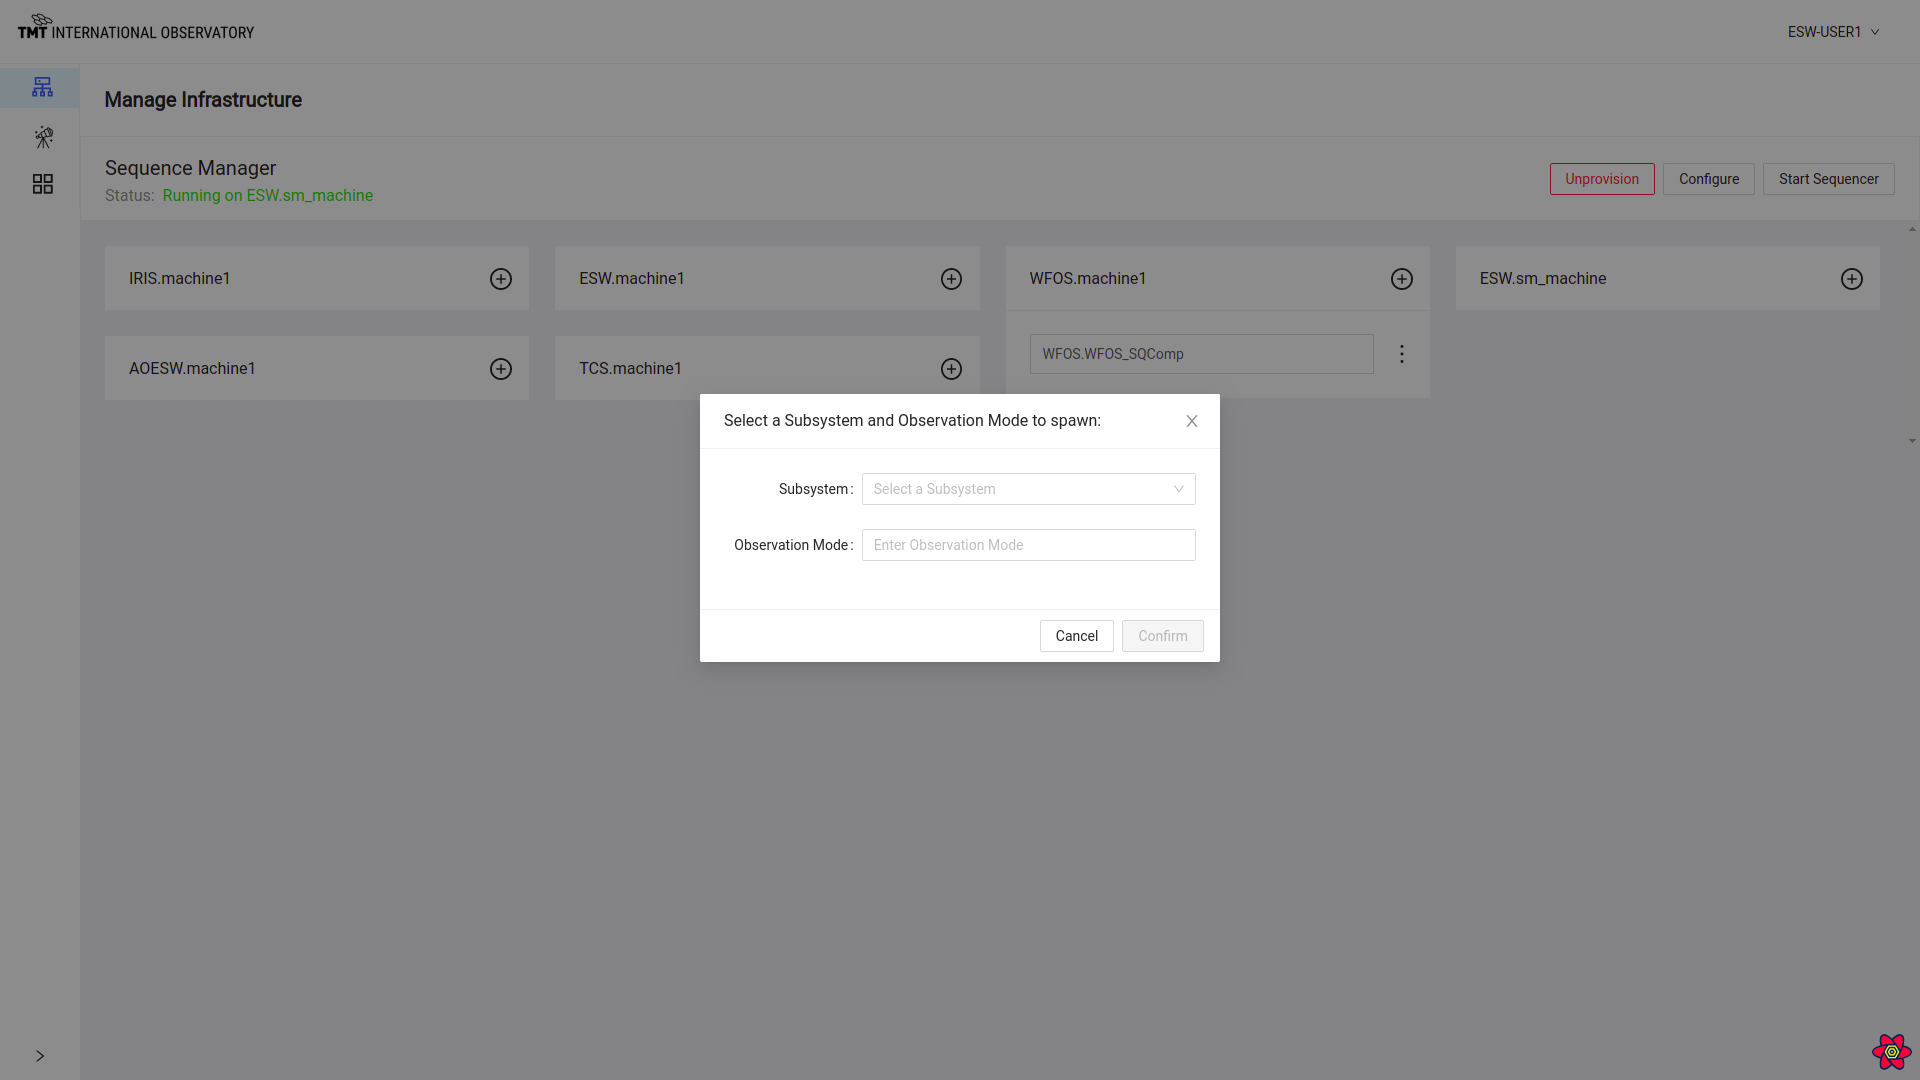 TMT INTERNATIONAL OBSERVATORY
ESW-USER1
Manage Infrastructure
Sequence Manager
Status: Running on ESW.sm_machine
Unprovision
Configure
Start Sequencer
IRIS.machine1
ESW.machine1
WFOS.machine1
ESW.sm_machine
WFOS.WFOS_SQComp
AOESW.machine1
TCS.machine1
Select a Subsystem and Observation Mode to spawn:
Subsystem: Select a Subsystem
Observation Mode: Enter Observation Mode
Cancel
Confirm